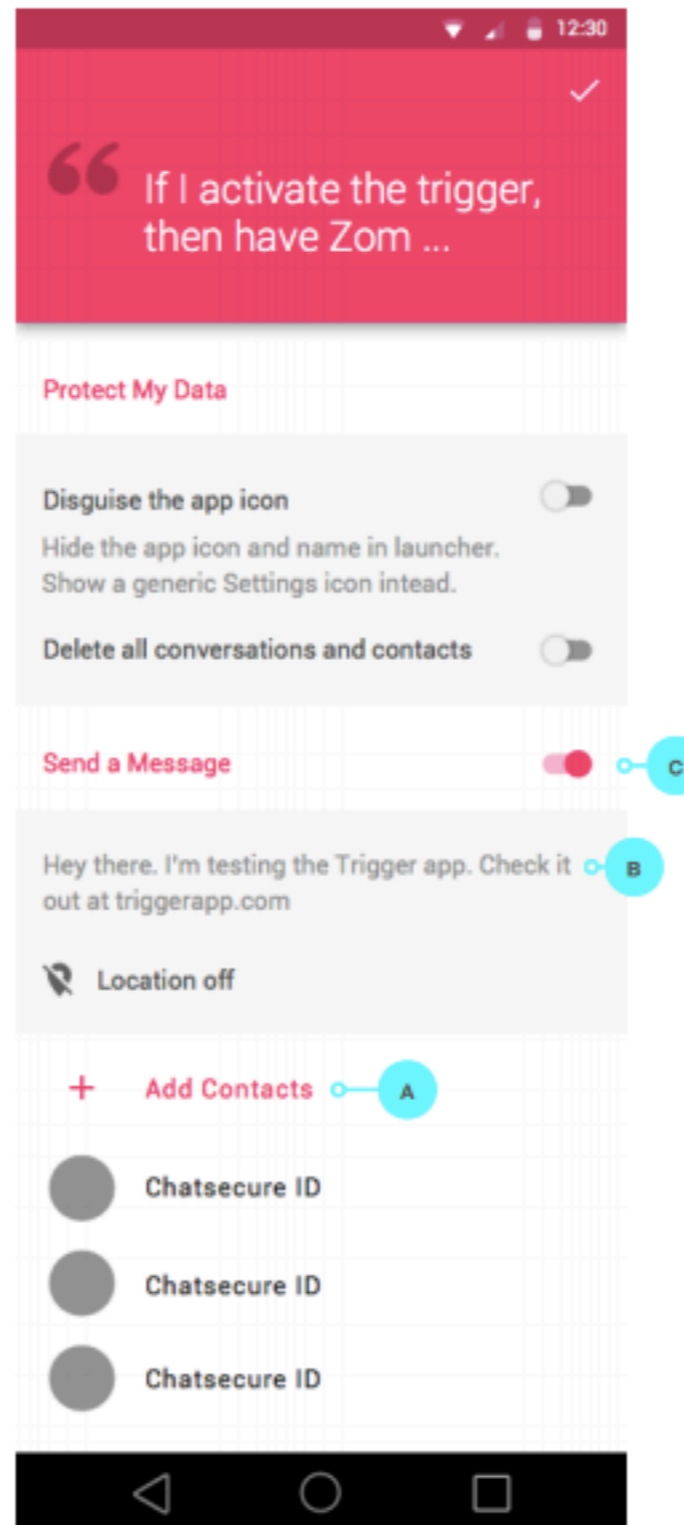 12:30
“ If I activate the trigger,
then have Zom ...
Protect My Data
Disguise the app icon
Hide the app icon and name in launcher.
Show a generic Settings icon intead.
Delete all conversations and contacts
Send a Message
C
Hey there. I'm testing the Trigger app. Check it
B
out at triggerapp.com
Location off
+ Add Contacts
A
Chatsecure ID
Chatsecure ID
Chatsecure ID